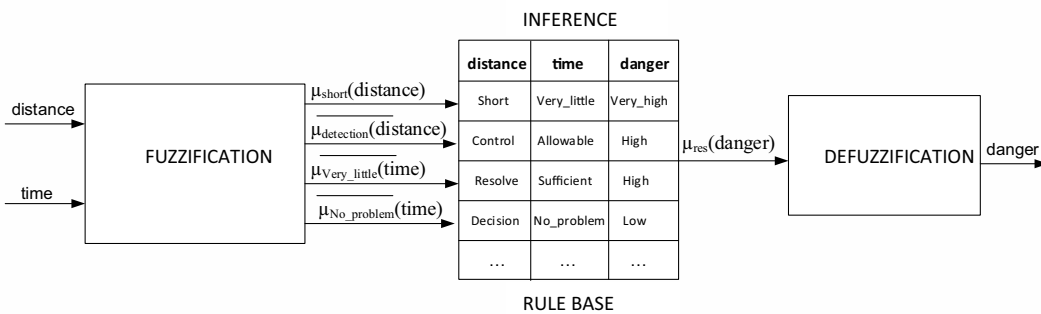 INFERENCE
distance time danger
μshort(distance)
distance
Short Very_little Very_high
μdetection(distance)
FUZZIFICATION
Control Allowable High
μres(danger)
DEFUZZIFICATION
danger
μVery_little(time)
Resolve Sufficient High
time
μNo_problem(time)
Decision No_problem Low
... ... ...
RULE BASE